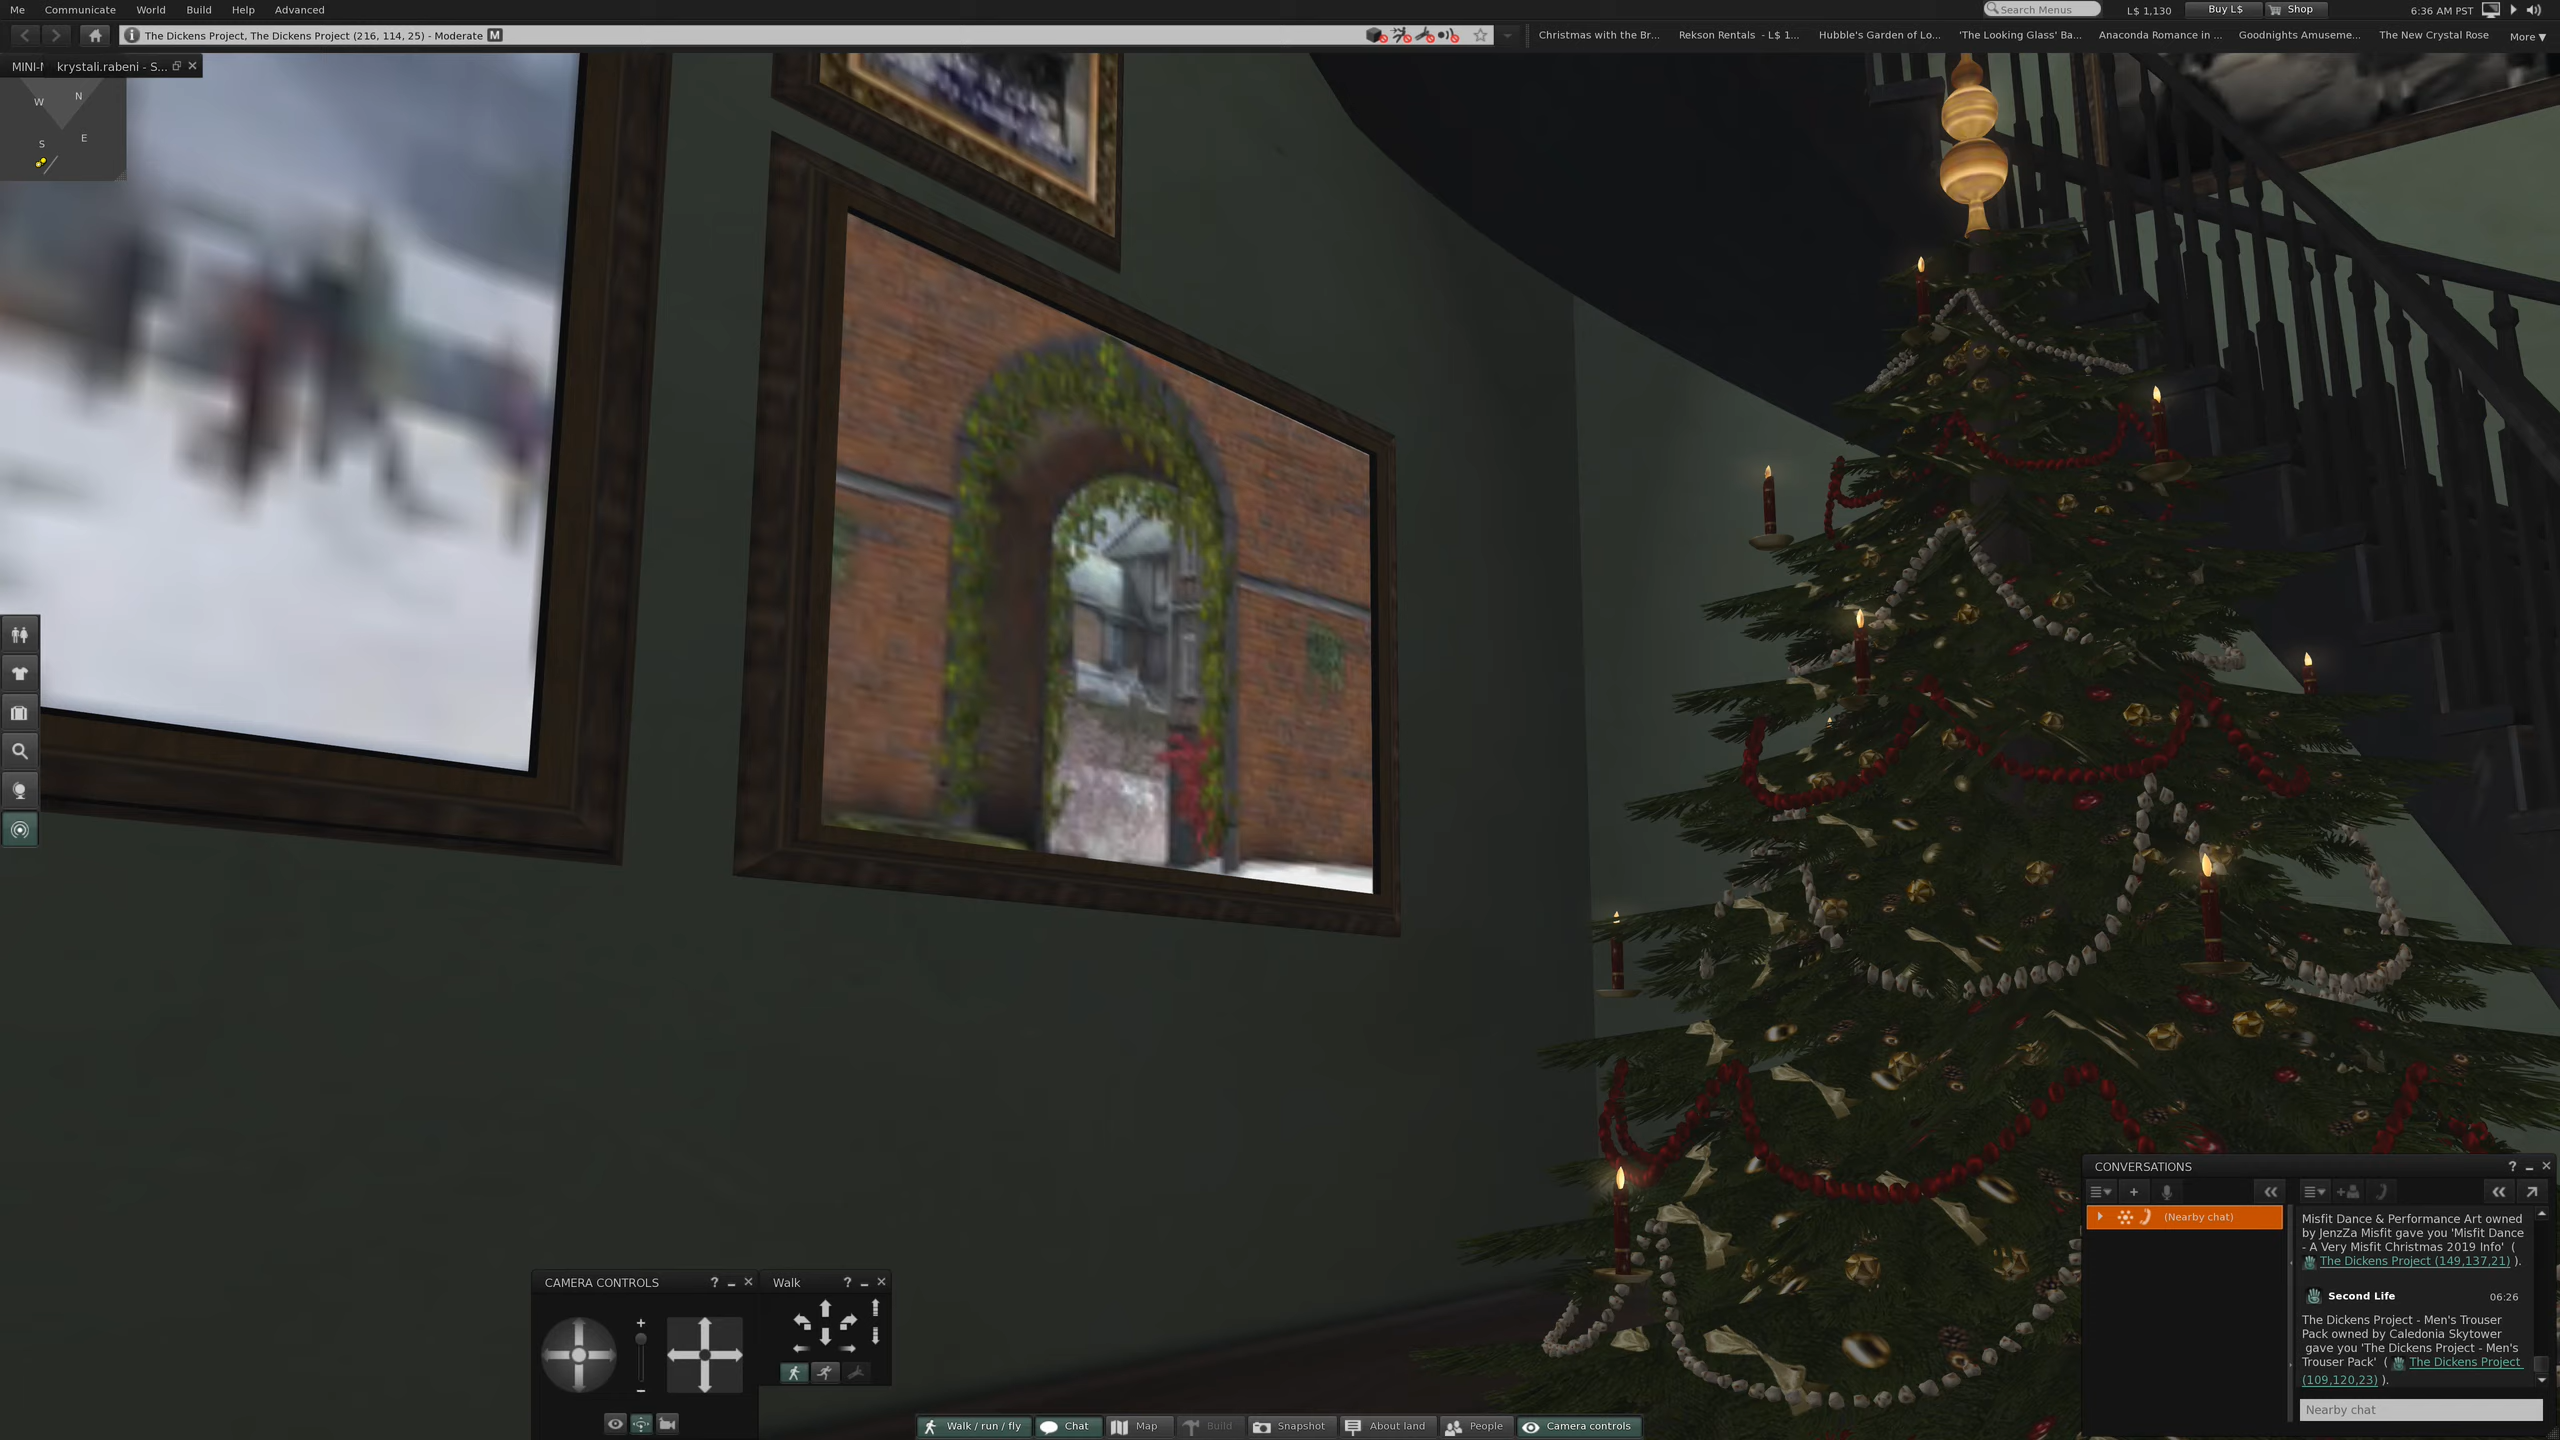 Me Communicate World Build Help Advanced Search Menus L$ 1,130 Buy L$ Shop 6:36 AM PST
The Dickens Project, The Dickens Project (216, 114, 25) - Moderate M Christmas with the Br... Rekson Rentals - L$ 1... Hubble's Garden of Lo... 'The Looking Glass' Ba... Anaconda Romance in ... Goodnights Amuseme... The New Crystal Rose More
krystali.rabeni - S...
W N
S E
CONVERSATIONS ?
(Nearby chat)
Misfit Dance & Performance Art owned
by JenzZa Misfit gave you 'Misfit Dance
- A Very Misfit Christmas 2019 Info' (
The Dickens Project (149,137,21) ).
Second Life 06:26
The Dickens Project - Men's Trouser
Pack owned by Caledonia Skytower
gave you 'The Dickens Project - Men's
Trouser Pack' ( The Dickens Project
(109,120,23) ).
Nearby chat
CAMERA CONTROLS ? Walk ?
Walk / run / fly Chat Map Build Snapshot About land People Camera controls